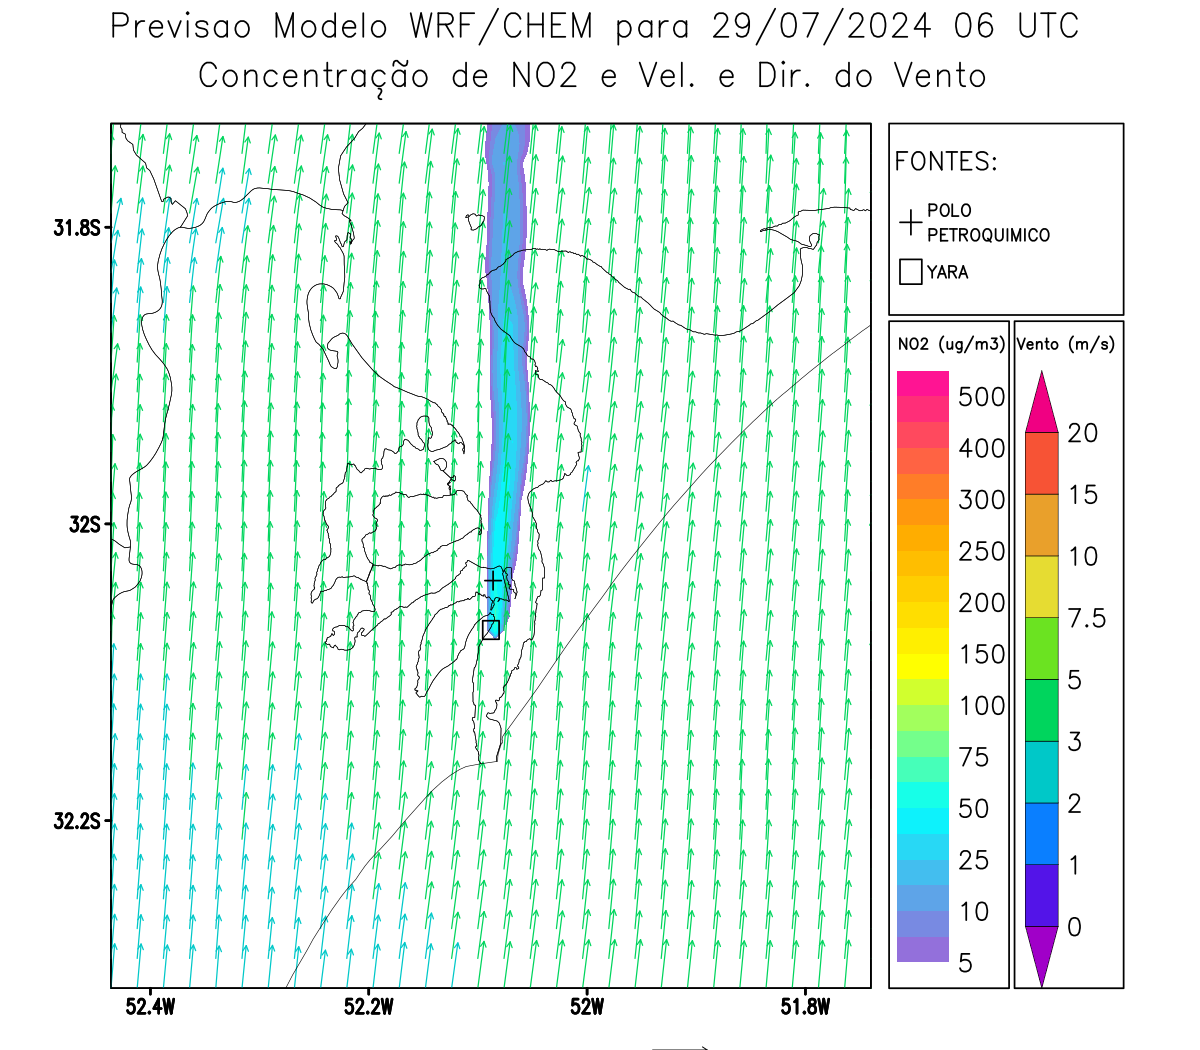 Previsao Modelo WRF/CHEM para 29/07/2024 06 UTC
Concentração de NO2 e Vel. e Dir. do Vento
FONTES:
POLO
PETROQUIMICO
YARA
NO2 (ug/m3)
500
400
300
250
200
150
100
75
50
25
10
5
Vento (m/s)
20
15
10
7.5
5
3
2
1
0
31.8S
32S
32.2S
52.4W
52.2W
52W
51.8W